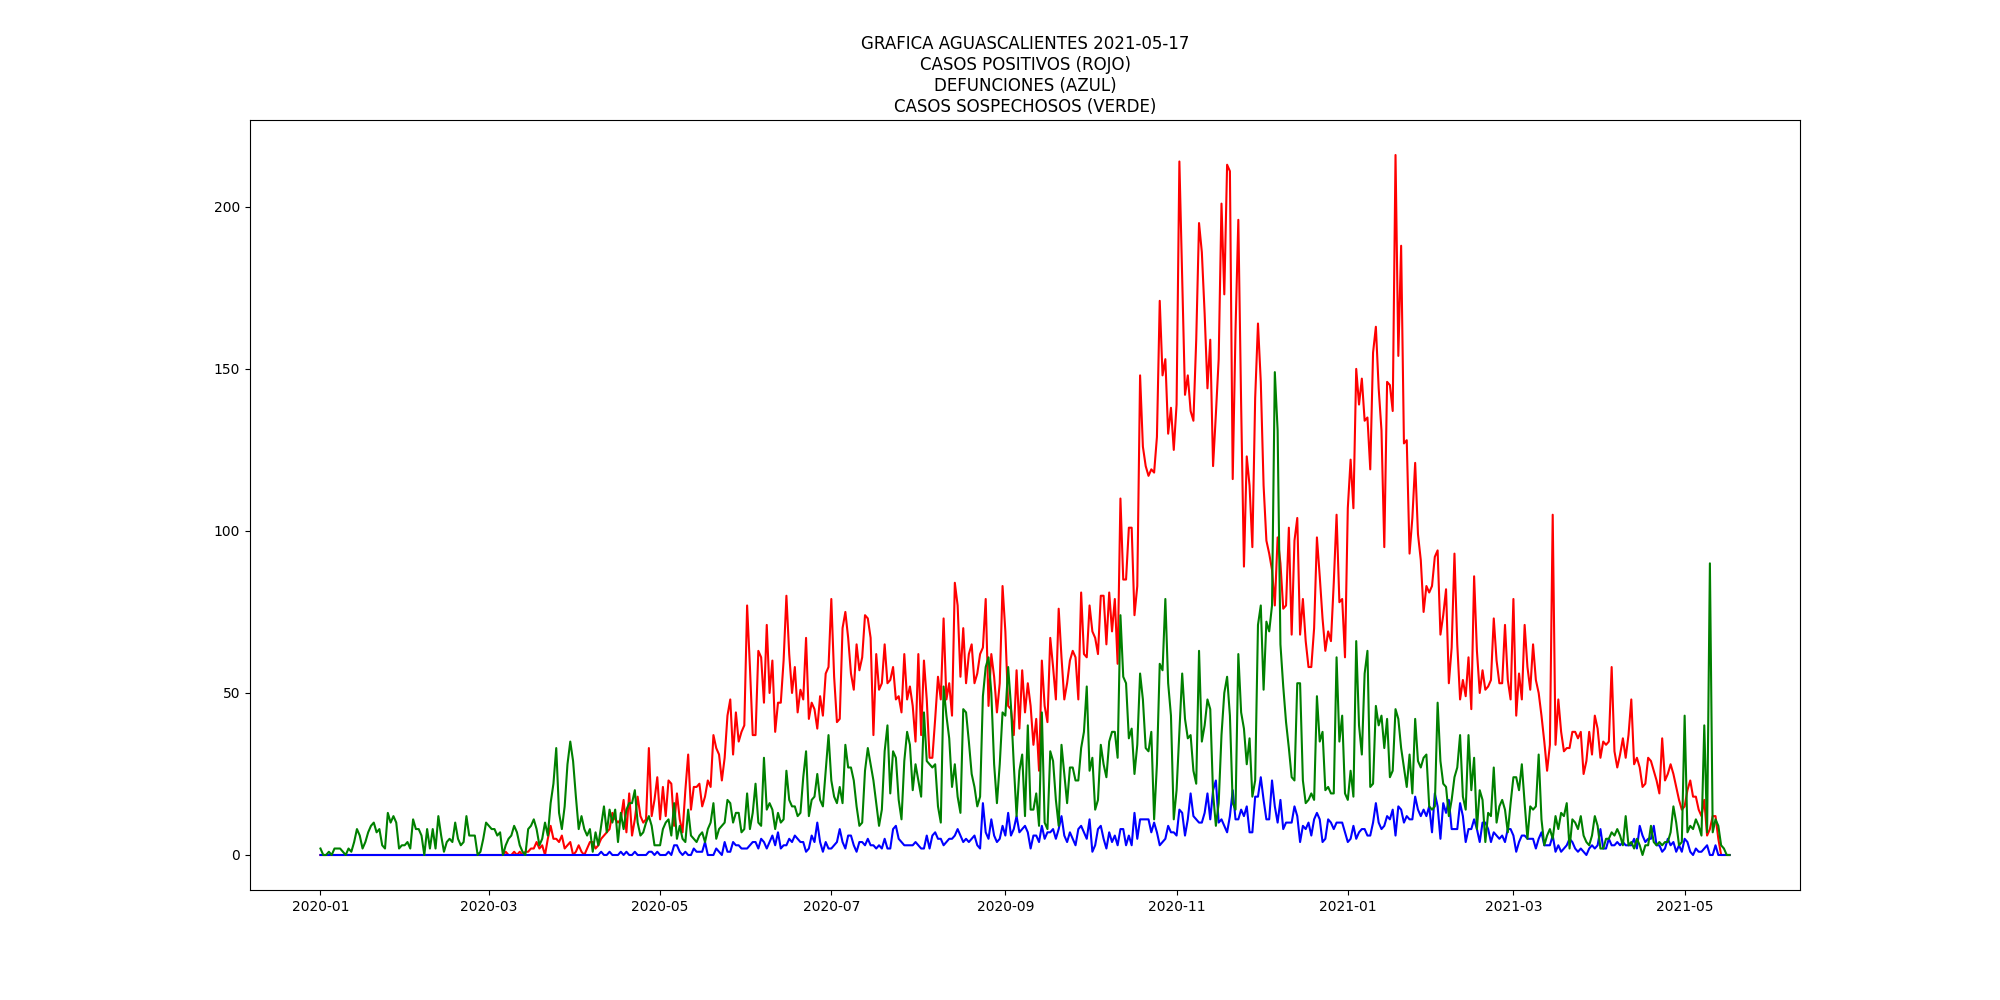 GRAFICA AGUASCALIENTES 2021-05-17
CASOS POSITIVOS (ROJO)
DEFUNCIONES (AZUL)
CASOS SOSPECHOSOS (VERDE)
200
150
100
50
0
2020-01 2020-03 2020-05 2020-07 2020-09 2020-11 2021-01 2021-03 2021-05